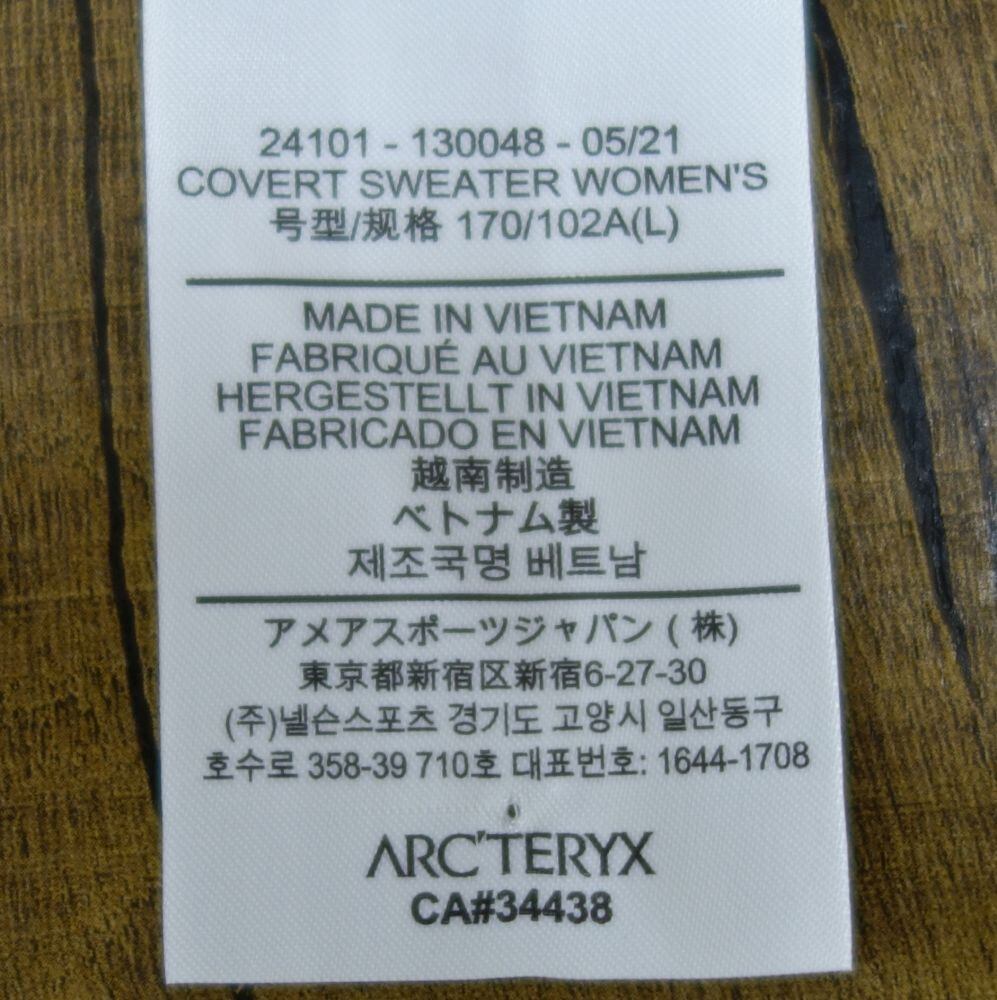 24101 - 130048 - 05/21
COVERT SWEATER WOMEN'S
号型/规格 170/102A(L)
MADE IN VIETNAM
FABRIQUÉ AU VIETNAM
HERGESTELLT IN VIETNAM
FABRICADO EN VIETNAM
越南制造
ベトナム製
제조국명 베트남
アメアスポーツジャパン ( 株)
東京都新宿区新宿6-27-30
(주)넬슨스포츠 경기도 고양시 일산동구
호수로 358-39 710호 대표번호: 1644-1708
ARC'TERYX
CA#34438